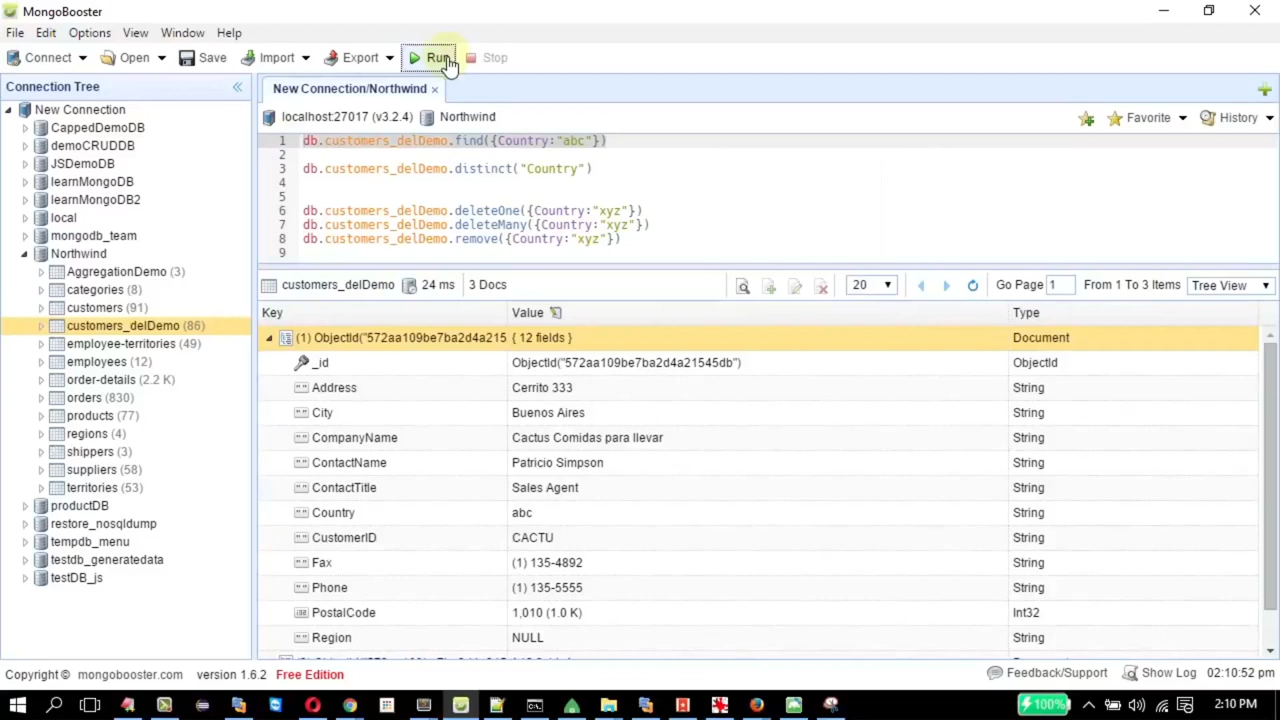 MongoBooster
File Edit Options View Window Help
Connect Open Save Import Export Run Stop
Connection Tree
New Connection
CappedDemoDB
demoCRUDDB
JSDemoDB
learnMongoDB
learnMongoDB2
local
mongodb_team
Northwind
AggregationDemo (3)
categories (8)
customers (91)
customers_delDemo (86)
employee-territories (49)
employees (12)
order-details (2.2 K)
orders (830)
products (77)
regions (4)
shippers (3)
suppliers (58)
territories (53)
productDB
restore_nosqldump
tempdb_menu
testdb_generatedata
testDB_js
New Connection/Northwind ×
localhost:27017 (v3.2.4) Northwind Favorite History
1 db.customers_delDemo.find({Country:"abc"})
2
3 db.customers_delDemo.distinct("Country")
4
5
6 db.customers_delDemo.deleteOne({Country:"xyz"})
7 db.customers_delDemo.deleteMany({Country:"xyz"})
8 db.customers_delDemo.remove({Country:"xyz"})
9
customers_delDemo 24 ms 3 Docs 20 Go Page 1 From 1 To 3 Items Tree View
Key Value Type
(1) ObjectId("572aa109be7ba2d4a215 { 12 fields } Document
_id ObjectId("572aa109be7ba2d4a21545db") ObjectId
Address Cerrito 333 String
City Buenos Aires String
CompanyName Cactus Comidas para llevar String
ContactName Patricio Simpson String
ContactTitle Sales Agent String
Country abc String
CustomerID CACTU String
Fax (1) 135-4892 String
Phone (1) 135-5555 String
PostalCode 1,010 (1.0 K) Int32
Region NULL String
Copyright© mongobooster.com version 1.6.2 Free Edition Feedback/Support Show Log 02:10:52 pm
100% 2:10 PM